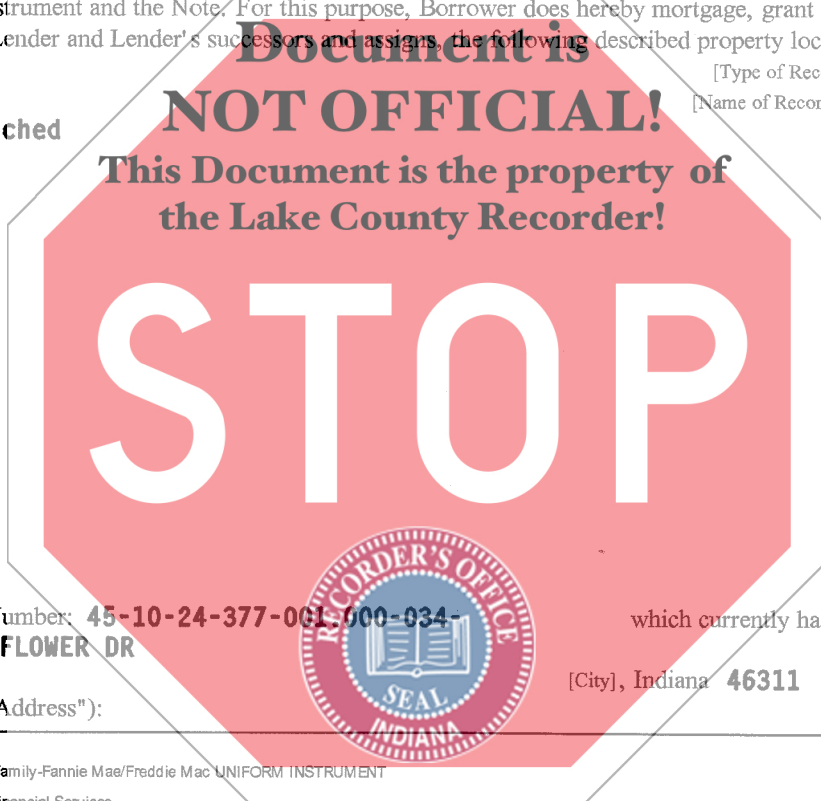 strument and the Note. For this purpose, Borrower does hereby mortgage, grant
ender and Lender's successors and assigns, the following described property loc
Document is
[Type of Rec
NOT OFFICIAL!
[Name of Recor
ched
This Document is the property of
the Lake County Recorder!
STOP
RECORDER'S OFFICE
SEAL
INDIANA
umber: 45-10-24-377-001.000-034- which currently ha
FLOWER DR
[City], Indiana 46311
Address"):
amily-Fannie Mae/Freddie Mac UNIFORM INSTRUMENT